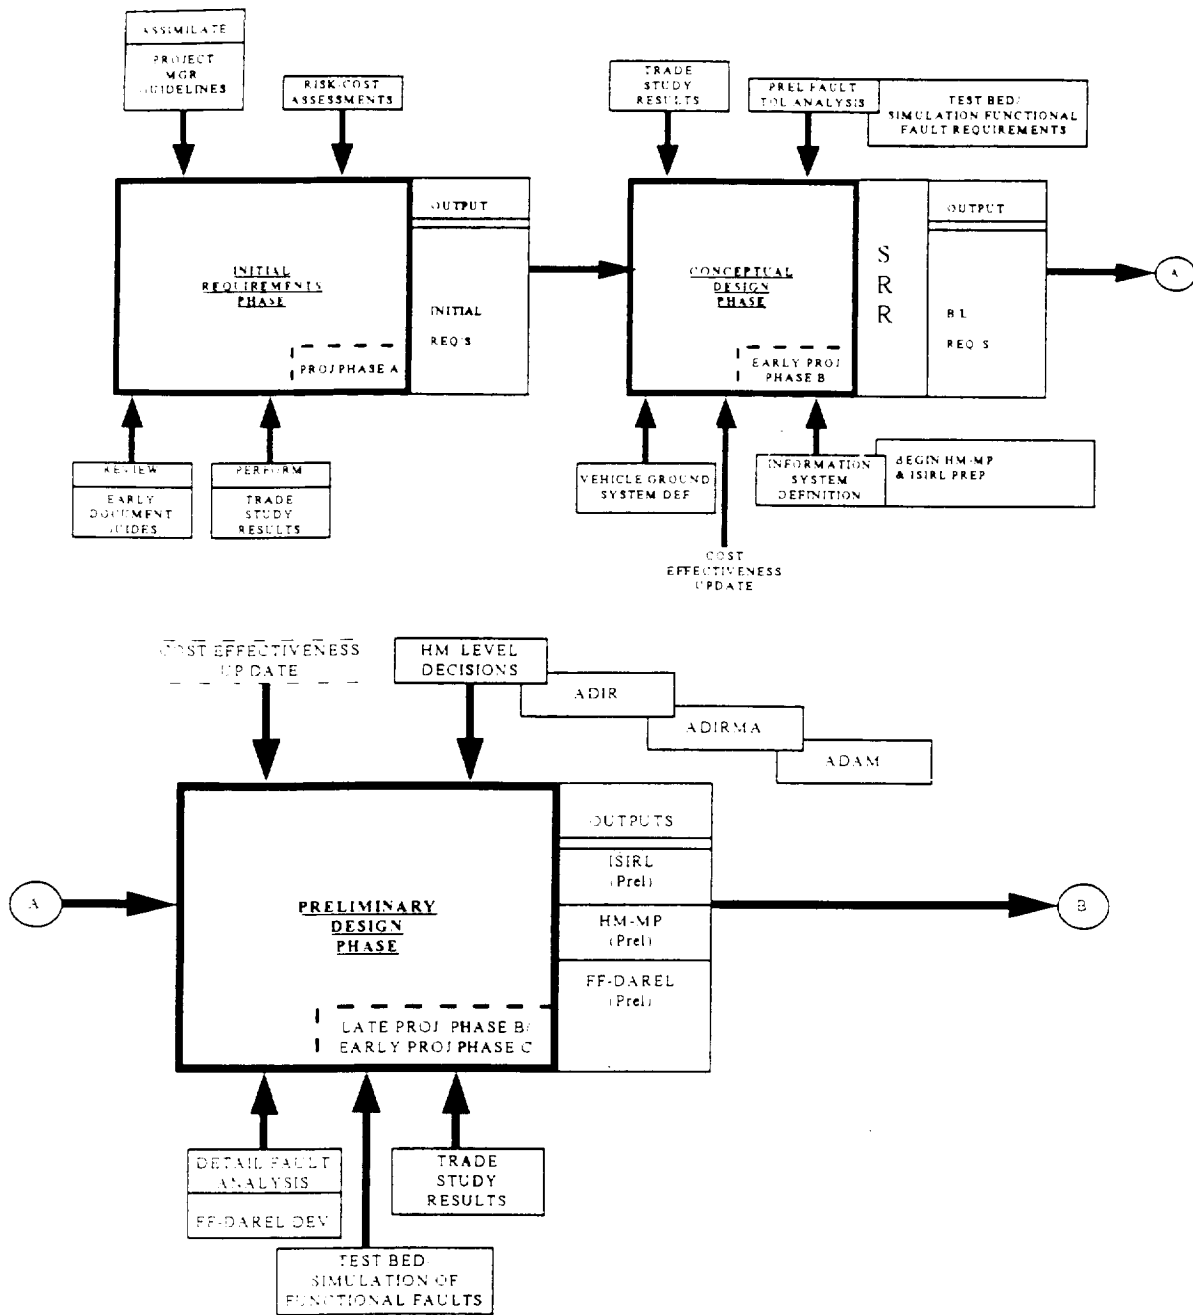 ASSIMILATE
PROJECT
MGR
GUIDELINES
RISK-COST
ASSESSMENTS
TRADE
STUDY
RESULTS
PREL FAULT
TOL ANALYSIS
TEST BED/
SIMULATION FUNCTIONAL
FAULT REQUIREMENTS
INITIAL
REQUIREMENTS
PHASE
PROJ PHASE A
OUTPUT
INITIAL
REQ'S
CONCEPTUAL
DESIGN
PHASE
EARLY PROJ
PHASE B
S
R
R
OUTPUT
B/L
REQ'S
A
REVIEW
EARLY
DOCUMENT
GUIDES
PERFORM
TRADE
STUDY
RESULTS
VEHICLE GROUND
SYSTEM DEF
COST
EFFECTIVENESS
UPDATE
INFORMATION
SYSTEM
DEFINITION
BEGIN HM-MP
& ISIRL PREP
COST EFFECTIVENESS
UPDATE
HM LEVEL
DECISIONS
ADIR
ADIRMA
ADAM
A
PRELIMINARY
DESIGN
PHASE
LATE PROJ PHASE B/
EARLY PROJ PHASE C
OUTPUTS
ISIRL
(Prel)
HM-MP
(Prel)
FF-DAREL
(Prel)
B
DETAIL FAULT
ANALYSIS
FF-DAREL DEV
TRADE
STUDY
RESULTS
TEST BED-
SIMULATION OF
FUNCTIONAL FAULTS